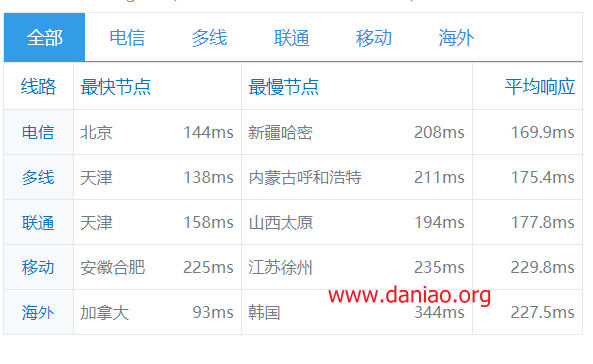 全部 电信 多线 联通 移动 海外
线路 最快节点 最慢节点 平均响应
电信 北京 144ms 新疆哈密 208ms 169.9ms
多线 天津 138ms 内蒙古呼和浩特 211ms 175.4ms
联通 天津 158ms 山西太原 194ms 177.8ms
移动 安徽合肥 225ms 江苏徐州 235ms 229.8ms
www.daniao.org
海外 加拿大 93ms 韩国 344ms 227.5ms